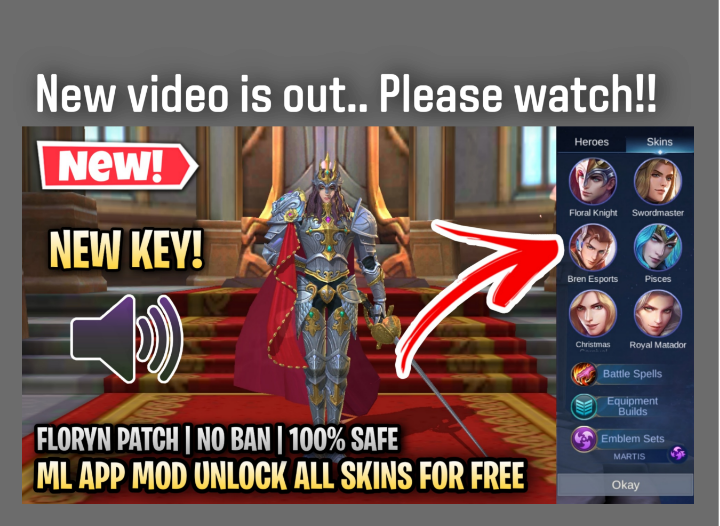 New video is out.. Please watch!!
New!
NEW KEY!
FLORYN PATCH | NO BAN | 100% SAFE
ML APP MOD UNLOCK ALL SKINS FOR FREE
Heroes Skins
Floral Knight Swordmaster
Bren Esports Pisces
Christmas Royal Matador
Battle Spells
Equipment
Builds
Emblem Sets
MARTIS
Okay